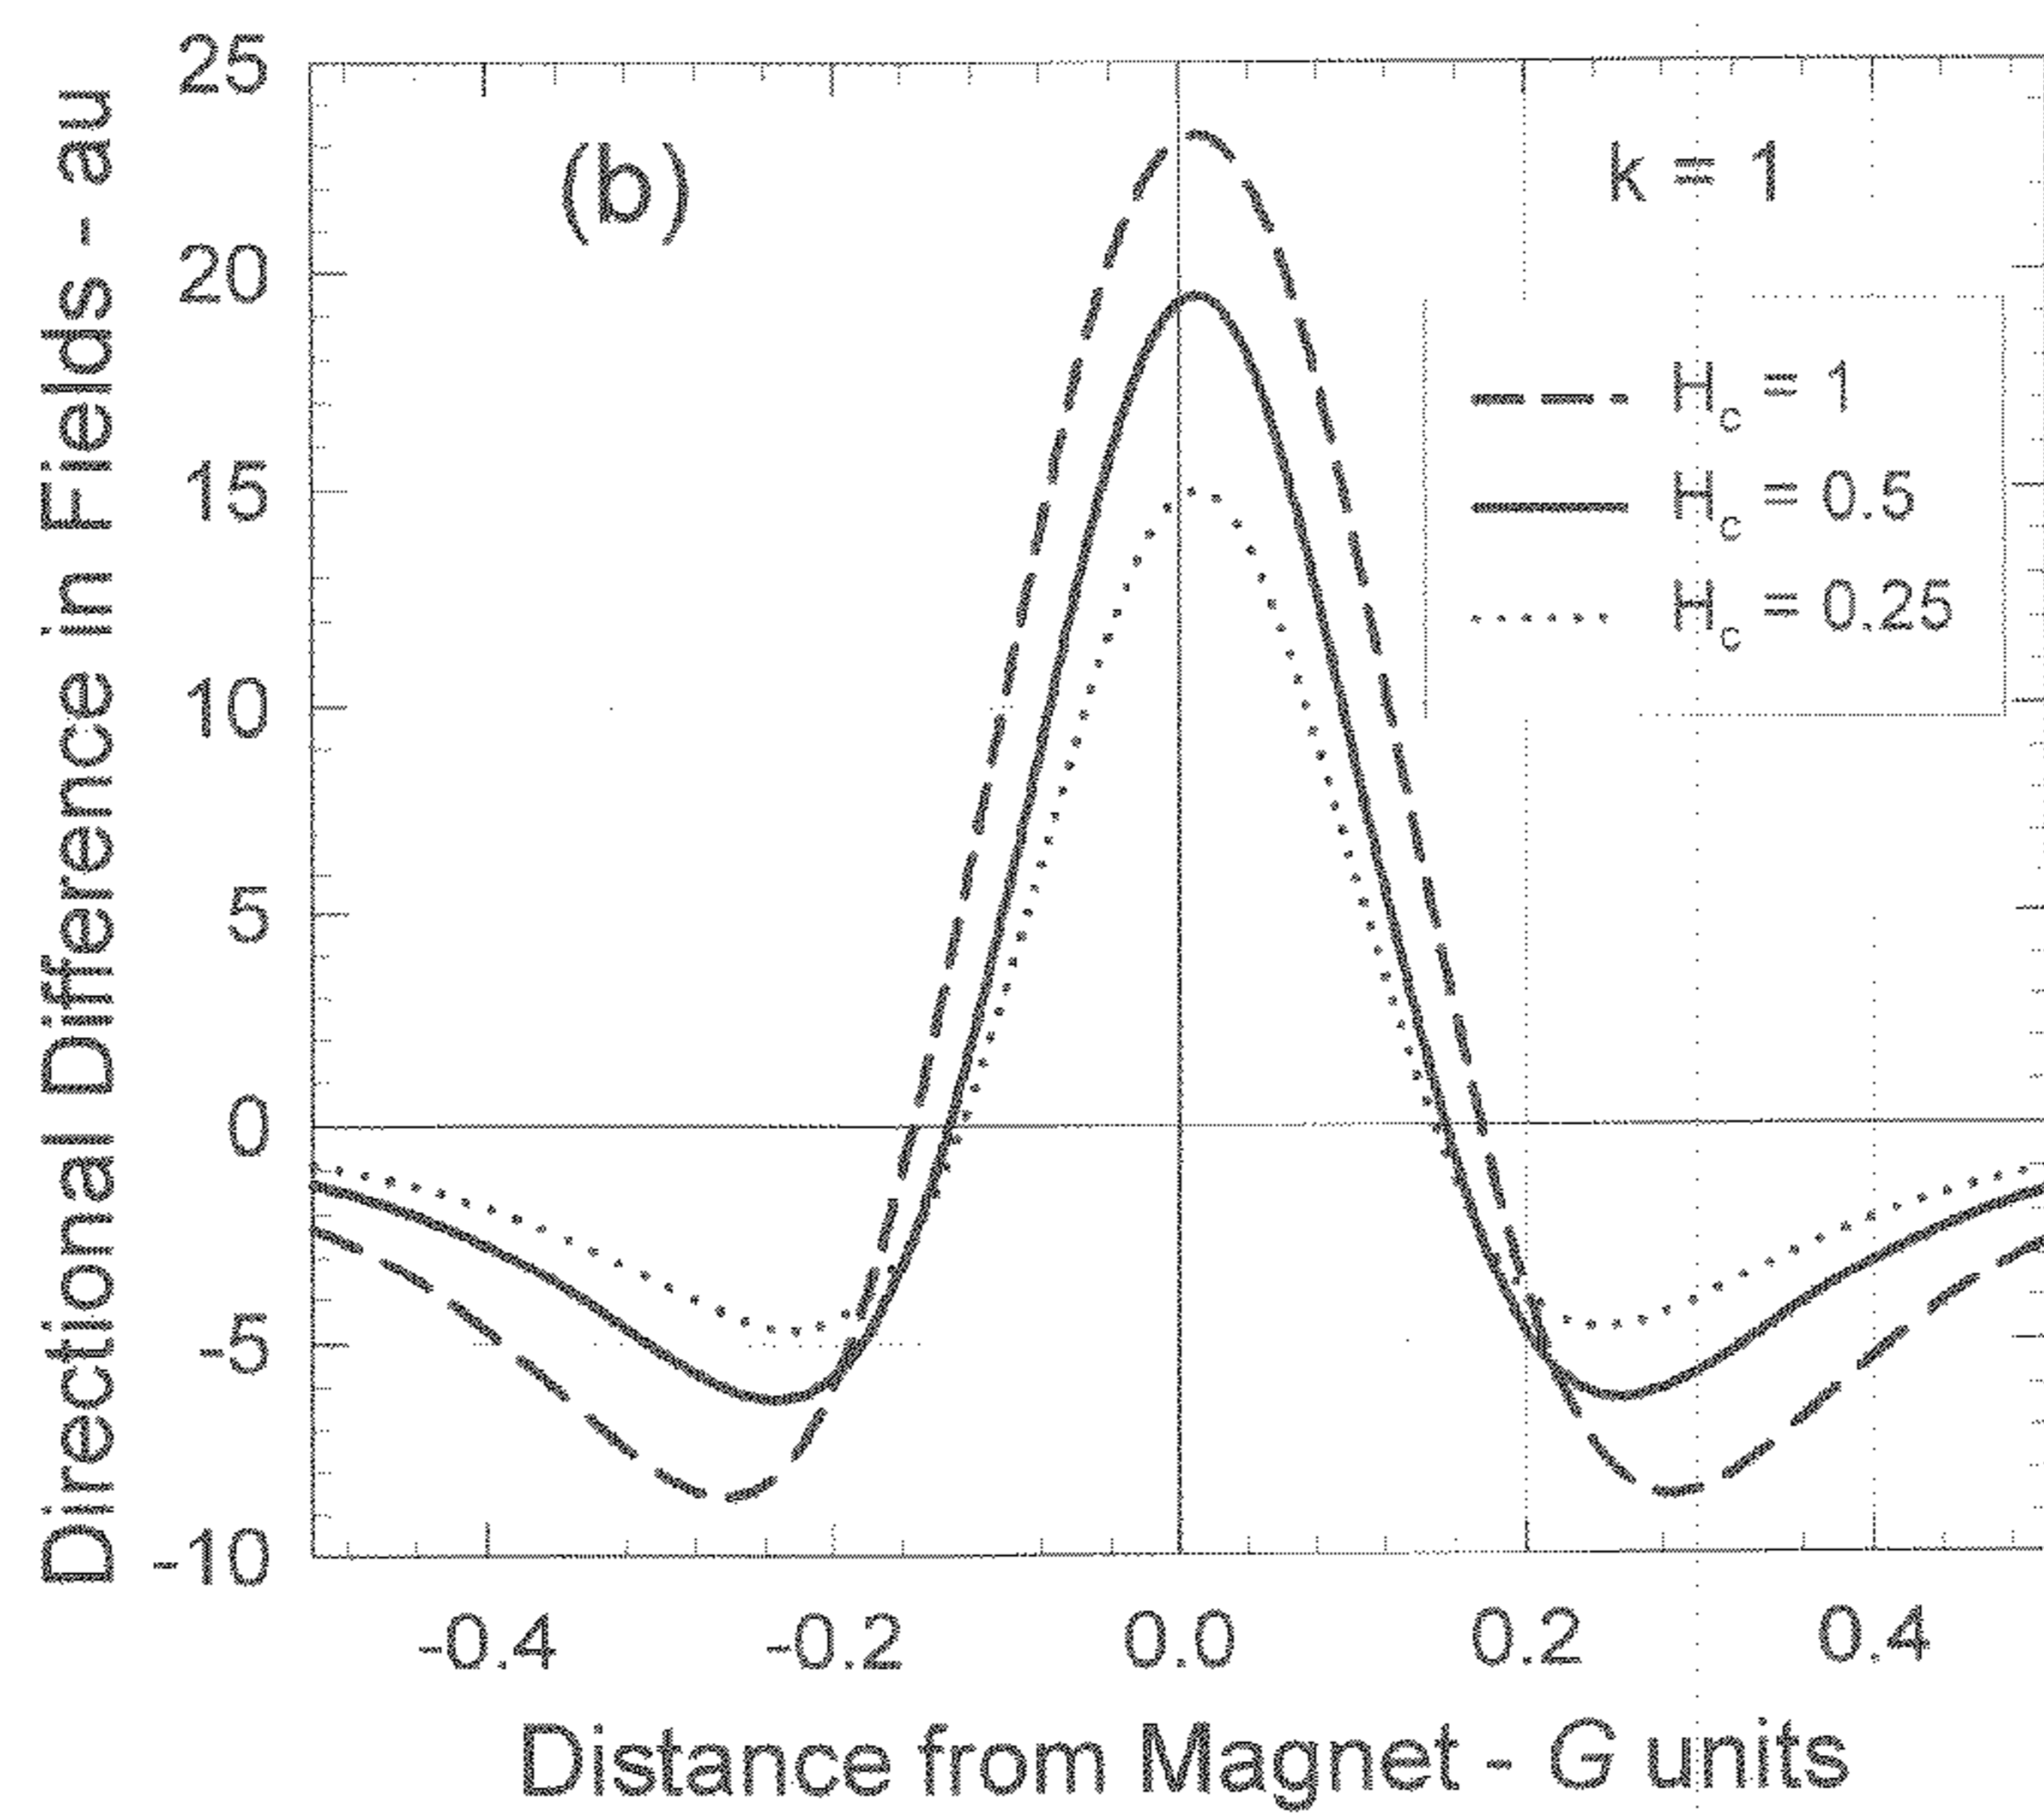 Directional Difference in Fields - au
25
20
15
10
5
0
-5
-10
(b)
k = 1
H_c = 1
H_c = 0.5
H_c = 0.25
-0.4 -0.2 0.0 0.2 0.4
Distance from Magnet - G units